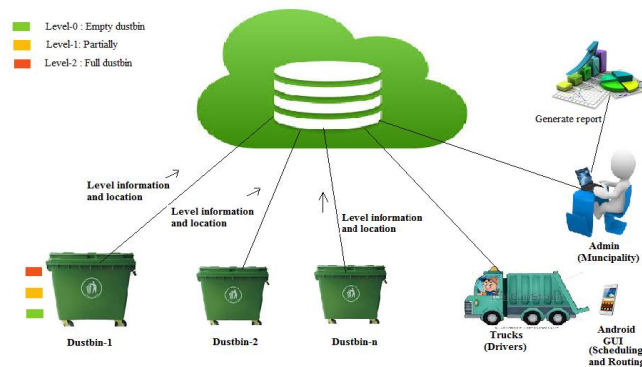 Level-0 : Empty dustbin
Level-1: Partially
Level-2 : Full dustbin
Generate report
Level information
and location
Level information
and location
Level information
and location
Admin
(Muncipality)
Dustbin-1
Dustbin-2
Dustbin-n
Trucks
(Drivers)
Android
GUI
(Scheduling
and Routing